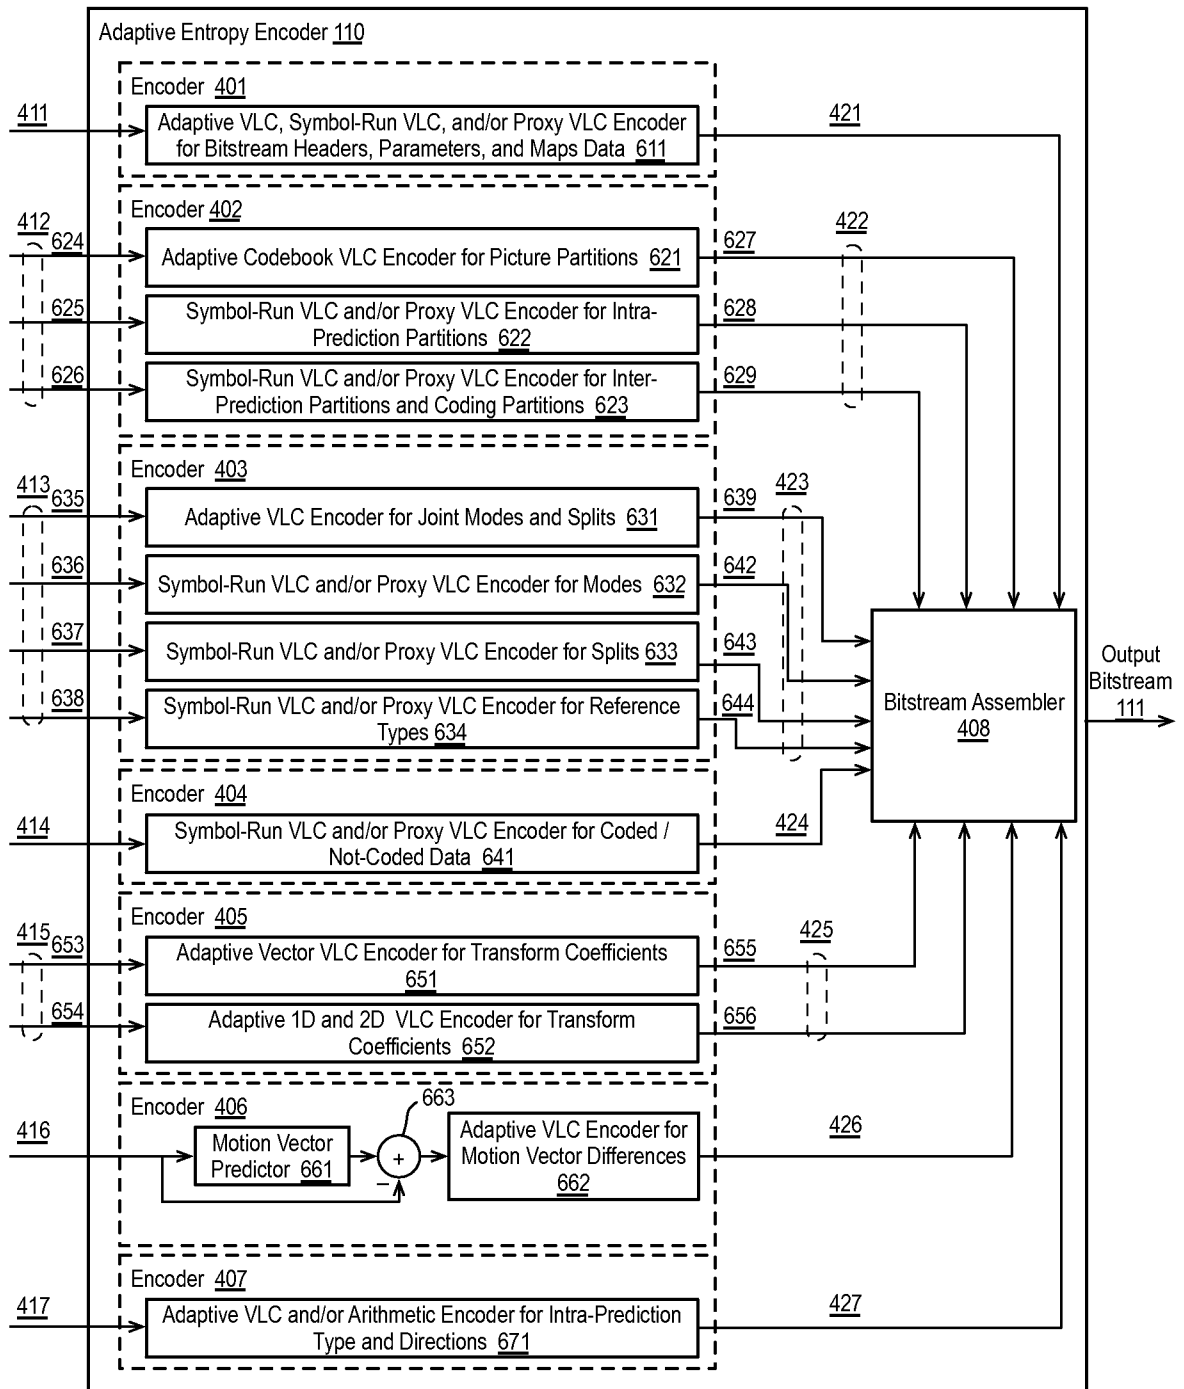 Adaptive Entropy Encoder 110
Encoder 401
411
Adaptive VLC, Symbol-Run VLC, and/or Proxy VLC Encoder
for Bitstream Headers, Parameters, and Maps Data 611
421
Encoder 402
412
624
Adaptive Codebook VLC Encoder for Picture Partitions 621
627
422
625
Symbol-Run VLC and/or Proxy VLC Encoder for Intra-
Prediction Partitions 622
628
626
Symbol-Run VLC and/or Proxy VLC Encoder for Inter-
Prediction Partitions and Coding Partitions 623
629
Encoder 403
413
635
Adaptive VLC Encoder for Joint Modes and Splits 631
639
423
636
Symbol-Run VLC and/or Proxy VLC Encoder for Modes 632
642
637
Symbol-Run VLC and/or Proxy VLC Encoder for Splits 633
643
638
Symbol-Run VLC and/or Proxy VLC Encoder for Reference
Types 634
644
Bitstream Assembler
408
Output
Bitstream
111
Encoder 404
414
Symbol-Run VLC and/or Proxy VLC Encoder for Coded /
Not-Coded Data 641
424
Encoder 405
415
653
Adaptive Vector VLC Encoder for Transform Coefficients
651
655
425
654
Adaptive 1D and 2D VLC Encoder for Transform
Coefficients 652
656
Encoder 406
663
416
Motion Vector
Predictor 661
+
−
Adaptive VLC Encoder for
Motion Vector Differences
662
426
Encoder 407
417
Adaptive VLC and/or Arithmetic Encoder for Intra-Prediction
Type and Directions 671
427